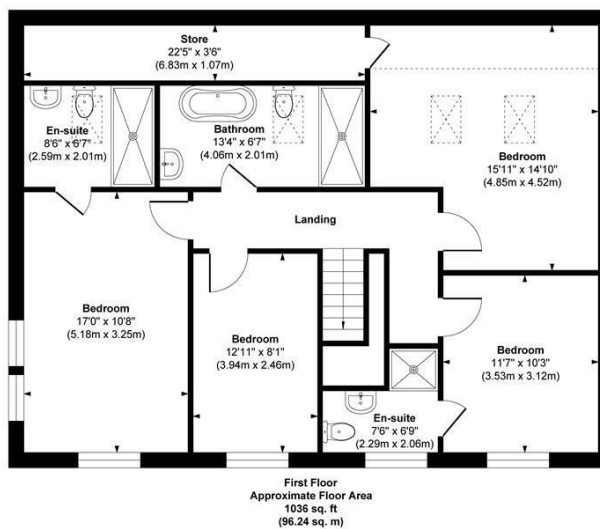 Store
22'5" x 3'6"
(6.83m x 1.07m)
En-suite
8'6" x 6'7"
(2.59m x 2.01m)
Bathroom
13'4" x 6'7"
(4.06m x 2.01m)
Bedroom
15'11" x 14'10"
(4.85m x 4.52m)
Landing
Bedroom
17'0" x 10'8"
(5.18m x 3.25m)
Bedroom
12'11" x 8'1"
(3.94m x 2.46m)
Bedroom
11'7" x 10'3"
(3.53m x 3.12m)
En-suite
7'6" x 6'9"
(2.29m x 2.06m)
First Floor
Approximate Floor Area
1036 sq. ft
(96.24 sq. m)